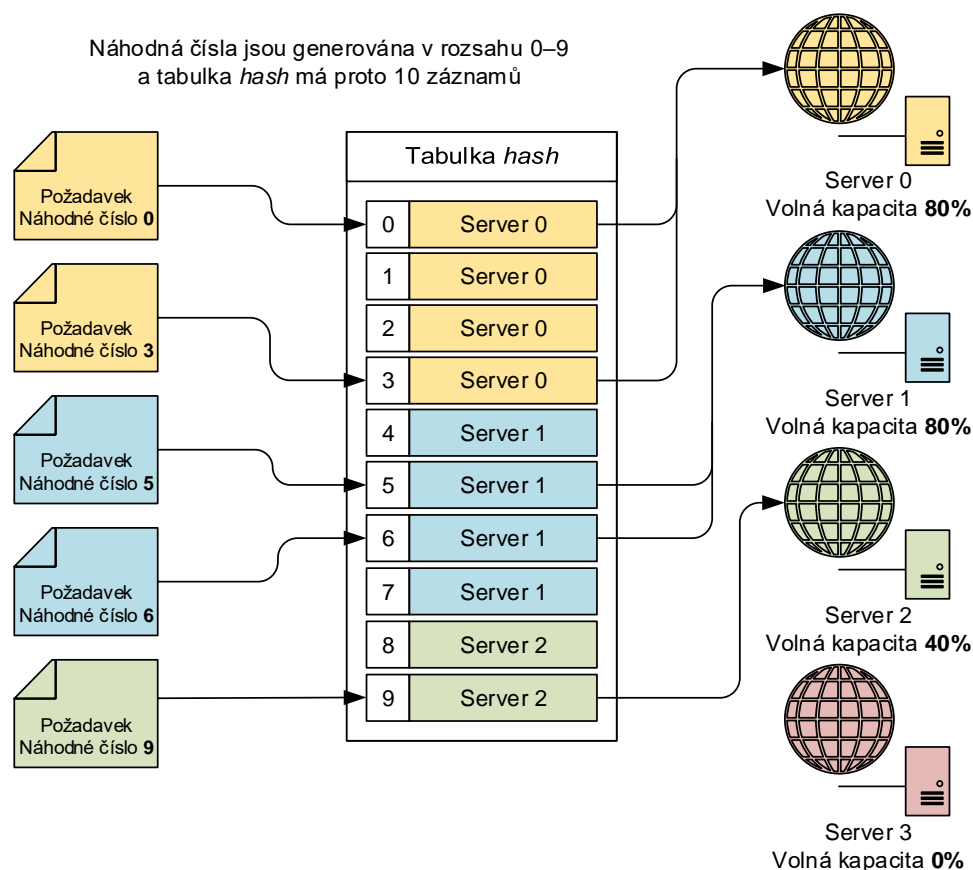 Náhodná čísla jsou generována v rozsahu 0–9
a tabulka hash má proto 10 záznamů
Požadavek
Náhodné číslo 0
Požadavek
Náhodné číslo 3
Požadavek
Náhodné číslo 5
Požadavek
Náhodné číslo 6
Požadavek
Náhodné číslo 9
Tabulka hash
0 Server 0
1 Server 0
2 Server 0
3 Server 0
4 Server 1
5 Server 1
6 Server 1
7 Server 1
8 Server 2
9 Server 2
Server 0
Volná kapacita 80%
Server 1
Volná kapacita 80%
Server 2
Volná kapacita 40%
Server 3
Volná kapacita 0%